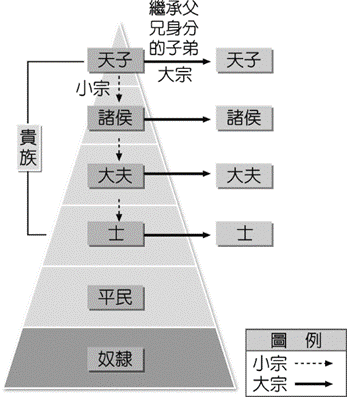 繼承父
兄身分
的子弟
天子
天子
小宗
大宗
諸侯
諸侯
貴族
大夫
大夫
士
士
平民
奴隸
圖 例
小宗
大宗